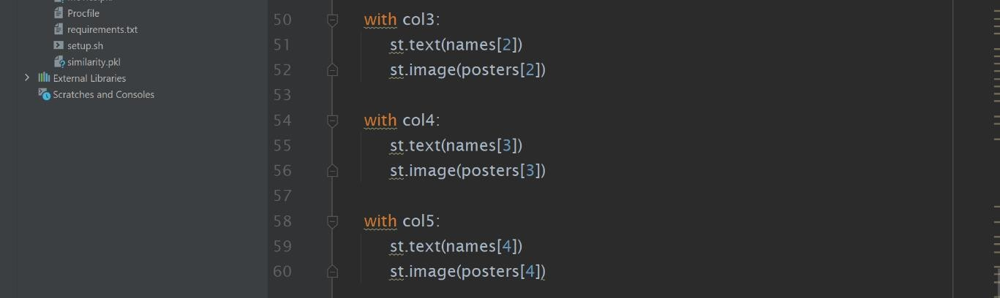 Procfile
requirements.txt
setup.sh
similarity.pkl
External Libraries
Scratches and Consoles
50 with col3:
51 st.text(names[2])
52 st.image(posters[2])
53
54 with col4:
55 st.text(names[3])
56 st.image(posters[3])
57
58 with col5:
59 st.text(names[4])
60 st.image(posters[4])